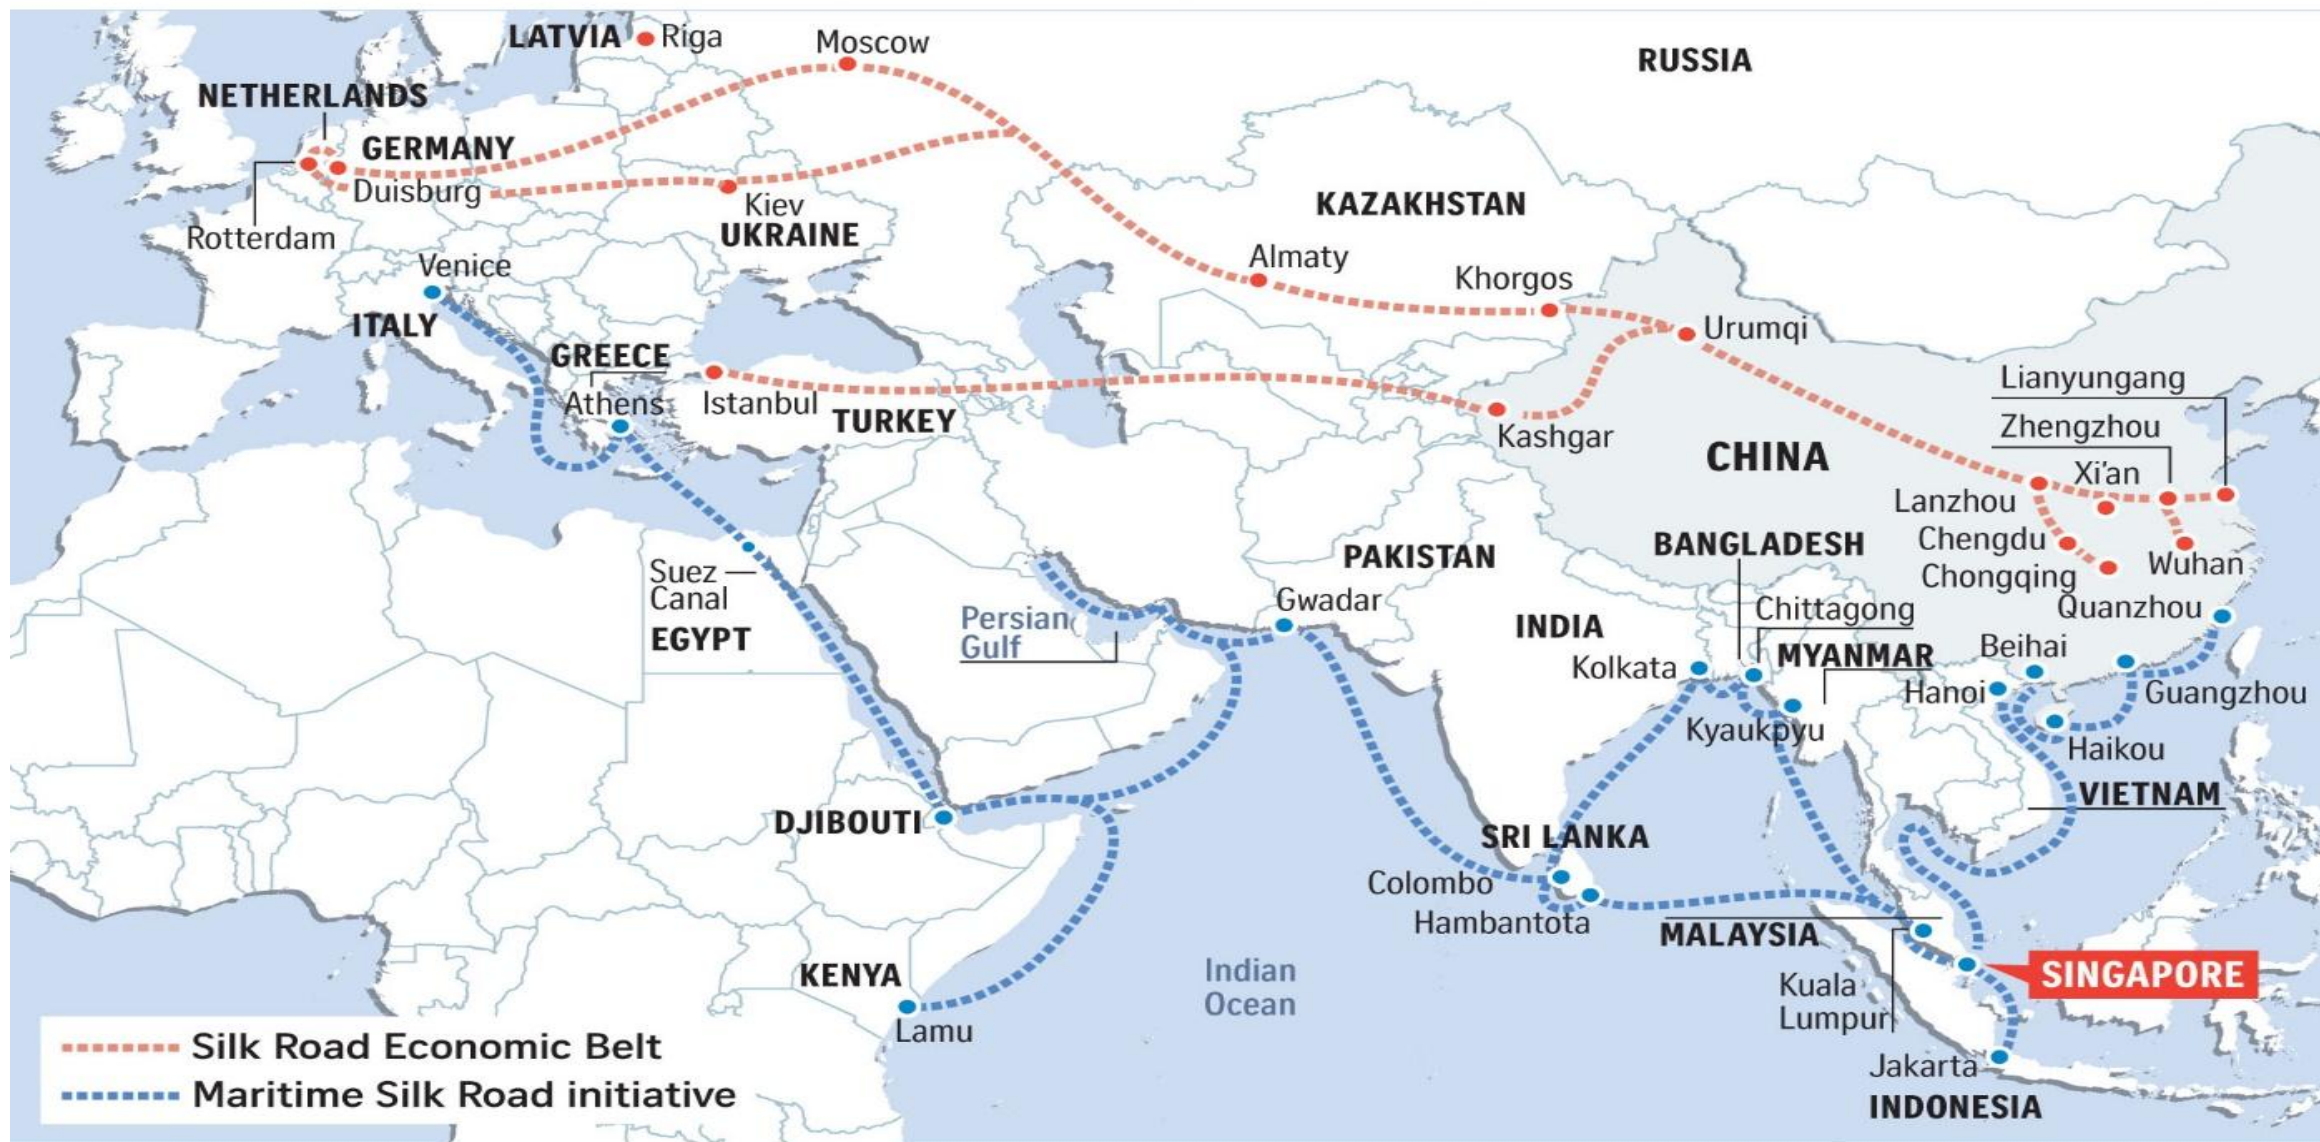 LATVIA
Riga
Moscow
RUSSIA
NETHERLANDS
GERMANY
Duisburg
Kiev
UKRAINE
KAZAKHSTAN
Rotterdam
Venice
Almaty
Khorgos
ITALY
Urumqi
GREECE
Athens
Istanbul
TURKEY
Kashgar
Lianyungang
Zhengzhou
CHINA
Xi'an
Lanzhou
Chengdu
Chongqing
Wuhan
Suez
Canal
EGYPT
PAKISTAN
BANGLADESH
Gwadar
Persian
Gulf
INDIA
Chittagong
Quanzhou
Kolkata
MYANMAR
Beihai
Hanoi
Guangzhou
Kyaukpyu
Haikou
VIETNAM
DJIBOUTI
SRI LANKA
Colombo
Hambantota
MALAYSIA
KENYA
Lamu
Indian
Ocean
SINGAPORE
Kuala
Lumpur
Jakarta
INDONESIA
Silk Road Economic Belt
Maritime Silk Road initiative